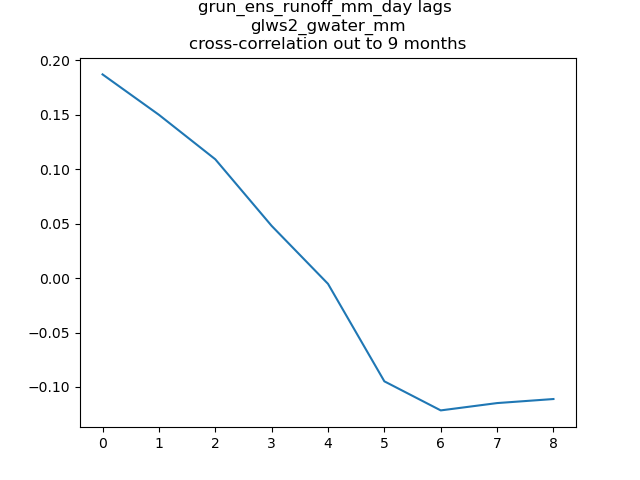 grun_ens_runoff_mm_day lags
glws2_gwater_mm
cross-correlation out to 9 months
0.20
0.15
0.10
0.05
0.00
−0.05
−0.10
0 1 2 3 4 5 6 7 8